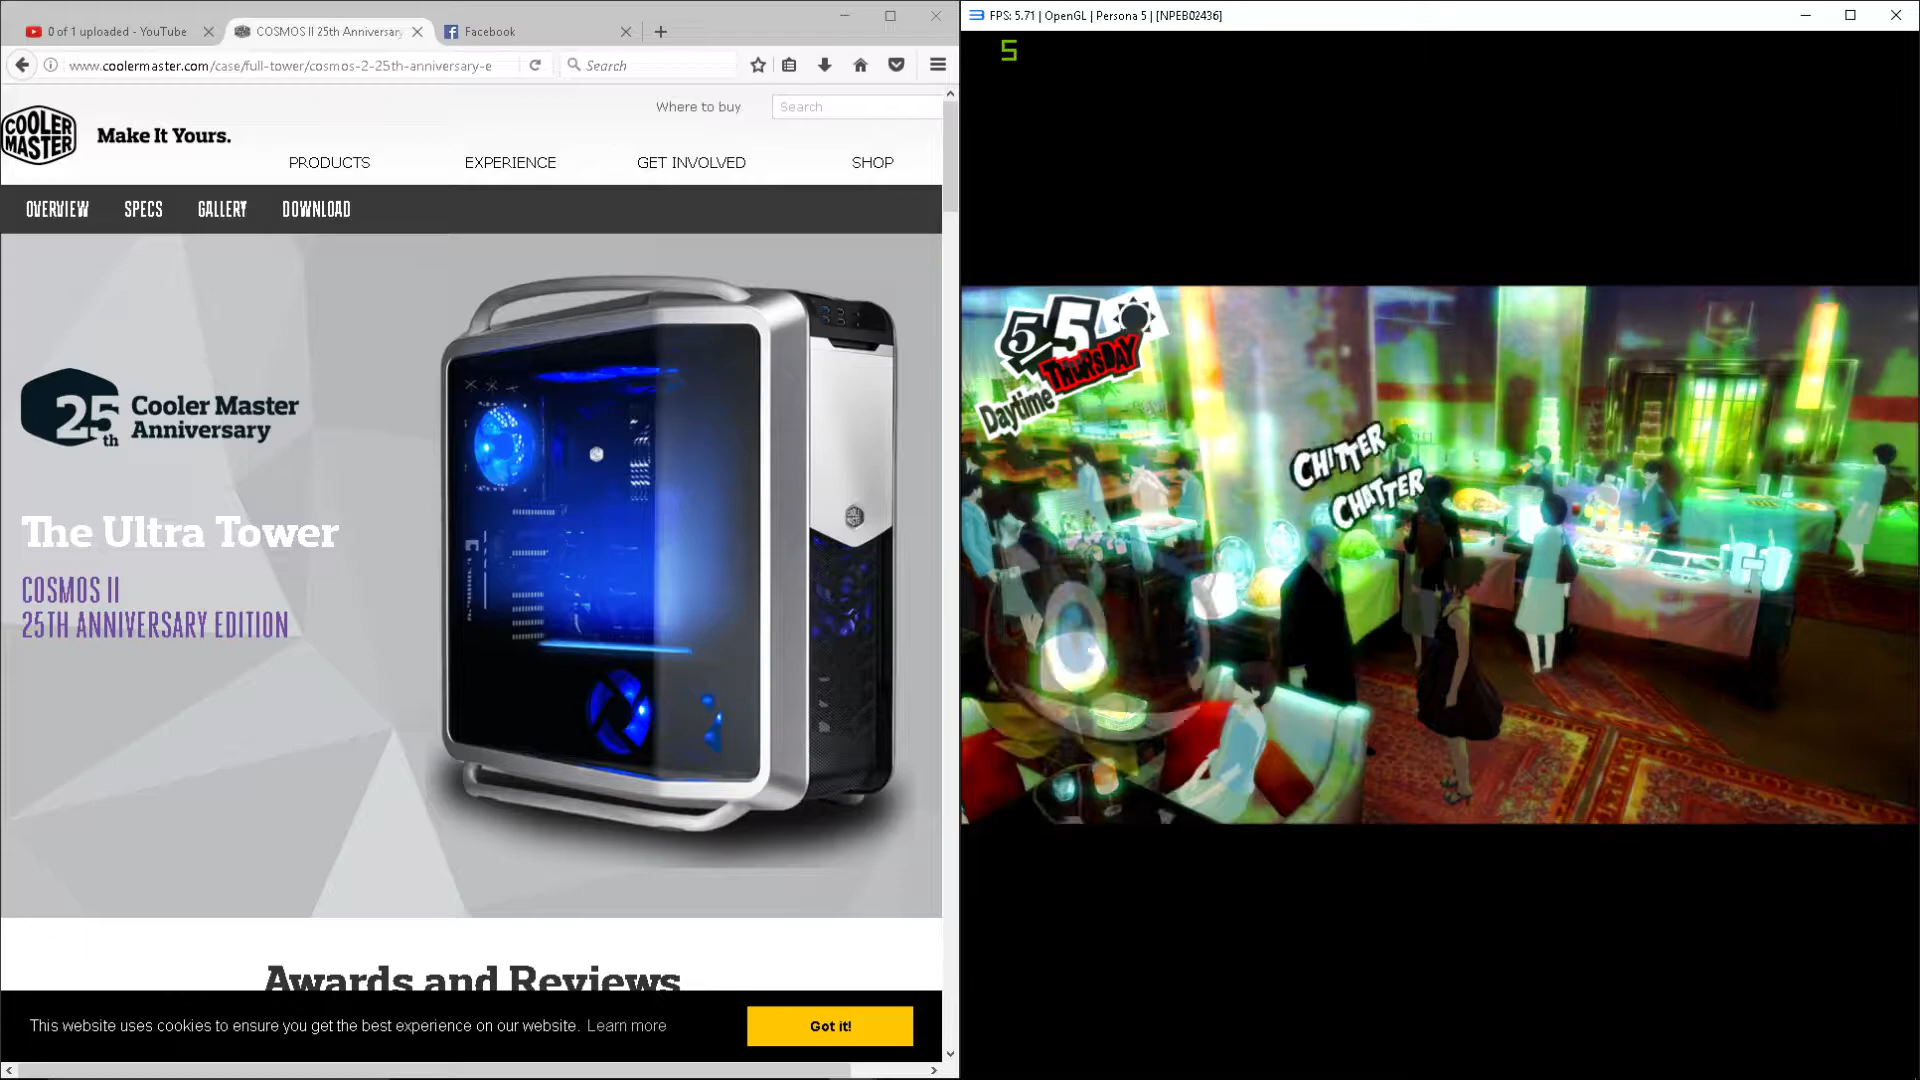 0 of 1 uploaded - YouTube
COSMOS II 25th Anniversary
Facebook
www.coolermaster.com/case/full-tower/cosmos-2-25th-anniversary-e
Search
Where to buy
Search
COOLER
MASTER
Make It Yours.
PRODUCTS
EXPERIENCE
GET INVOLVED
SHOP
OVERVIEW
SPECS
GALLERY
DOWNLOAD
25th
Cooler Master
Anniversary
The Ultra Tower
COSMOS II
25TH ANNIVERSARY EDITION
Awards and Reviews
This website uses cookies to ensure you get the best experience on our website. Learn more
Got it!
FPS: 5.71 | OpenGL | Persona 5 | [NPEB02436]
5
5/5
THURSDAY
Daytime
CHITTER
CHATTER